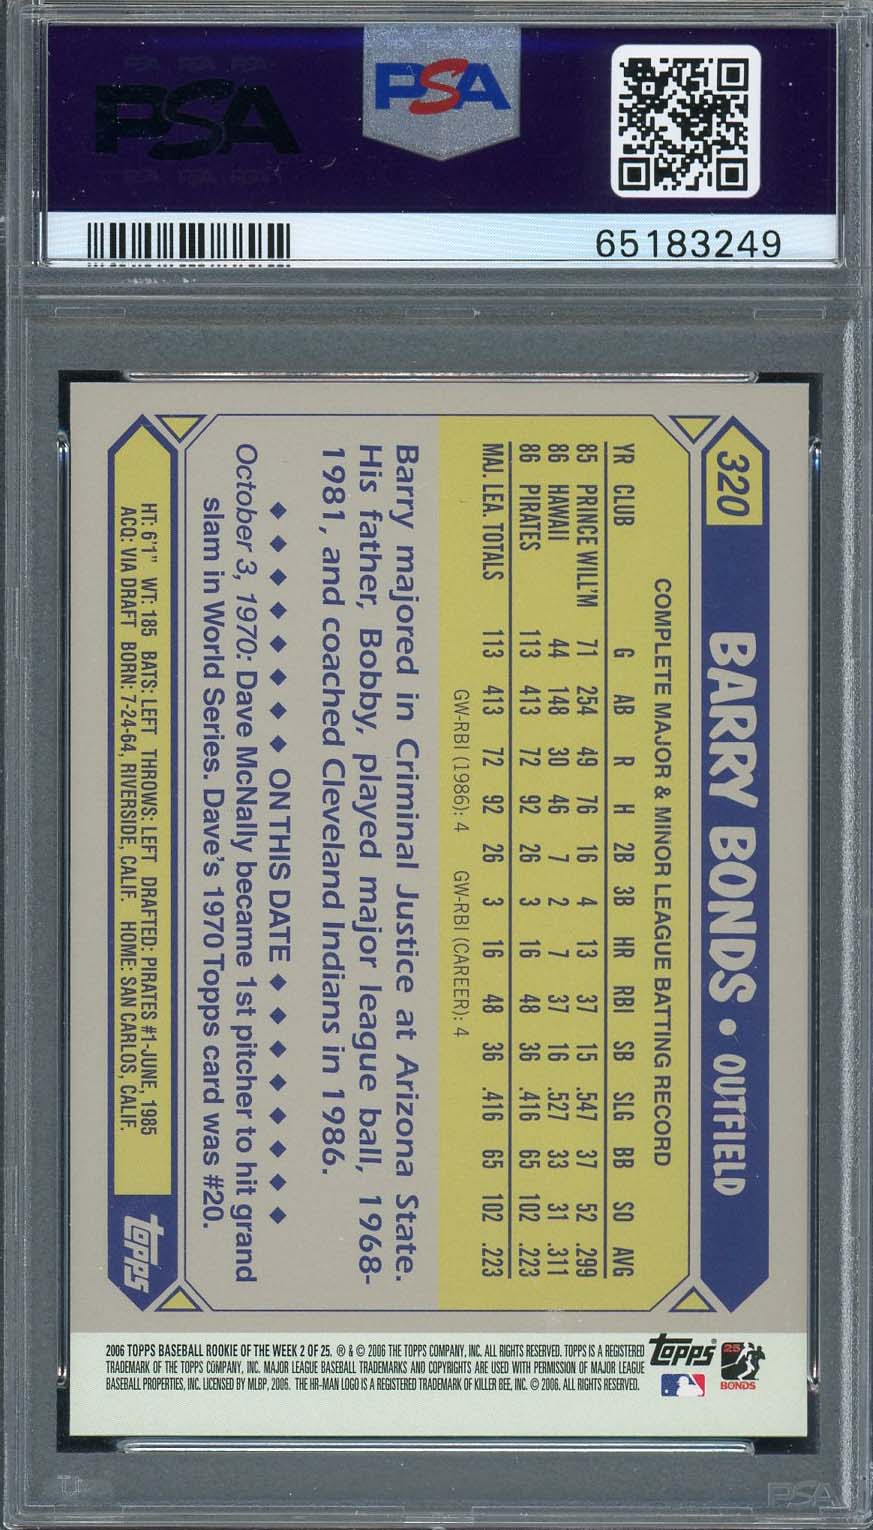 PSA
PSA
65183249
320
BARRY BONDS • OUTFIELD
COMPLETE MAJOR & MINOR LEAGUE BATTING RECORD
YR CLUB G AB R H 2B 3B HR RBI SB SLG BB SO AVG
85 PRINCE WILL'M 71 254 49 76 16 4 13 37 15 .547 37 52 .299
86 HAWAII 44 148 30 46 7 2 7 37 16 .527 33 31 .311
86 PIRATES 113 413 72 92 26 3 16 48 36 .416 65 102 .223
MAJ. LEA. TOTALS 113 413 72 92 26 3 16 48 36 .416 65 102 .223
GW-RBI (1986): 4 GW-RBI (CAREER): 4
Barry majored in Criminal Justice at Arizona State.
His father, Bobby, played major league ball, 1968-
1981, and coached Cleveland Indians in 1986.
◆ ◆ ◆ ◆ ◆ ◆ ◆ ◆ ON THIS DATE ◆ ◆ ◆ ◆ ◆ ◆ ◆ ◆
October 3, 1970: Dave McNally became 1st pitcher to hit grand
slam in World Series. Dave's 1970 Topps card was #20.
HT: 6'1" WT: 185 BATS: LEFT THROWS: LEFT DRAFTED: PIRATES #1-JUNE, 1985
ACQ: VIA DRAFT BORN: 7-24-64, RIVERSIDE, CALIF. HOME: SAN CARLOS, CALIF.
Topps
2006 TOPPS BASEBALL ROOKIE OF THE WEEK 2 OF 25. ® & © 2006 THE TOPPS COMPANY, INC. ALL RIGHTS RESERVED. TOPPS IS A REGISTERED
TRADEMARK OF THE TOPPS COMPANY, INC. MAJOR LEAGUE BASEBALL TRADEMARKS AND COPYRIGHTS ARE USED WITH PERMISSION OF MAJOR LEAGUE
BASEBALL PROPERTIES, INC. LICENSED BY MLBP, 2006. THE HR-MAN LOGO IS A REGISTERED TRADEMARK OF KILLER BEE, INC. © 2006. ALL RIGHTS RESERVED.
Topps®
25
BONDS
PSA